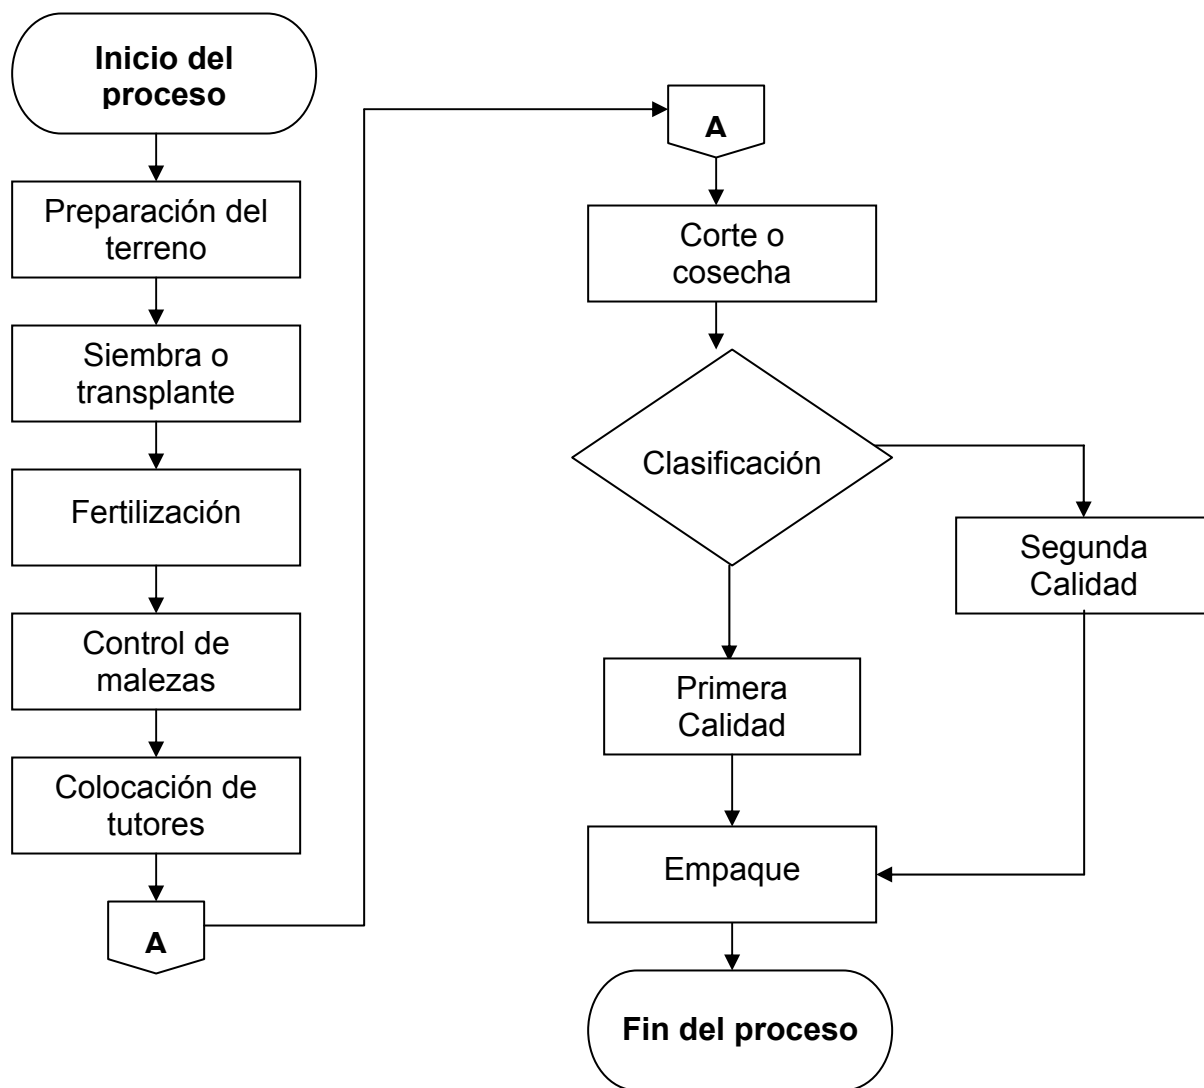 Inicio del
proceso
Preparación del
terreno
Siembra o
transplante
Fertilización
Control de
malezas
Colocación de
tutores
A
A
Corte o
cosecha
Clasificación
Segunda
Calidad
Primera
Calidad
Empaque
Fin del proceso